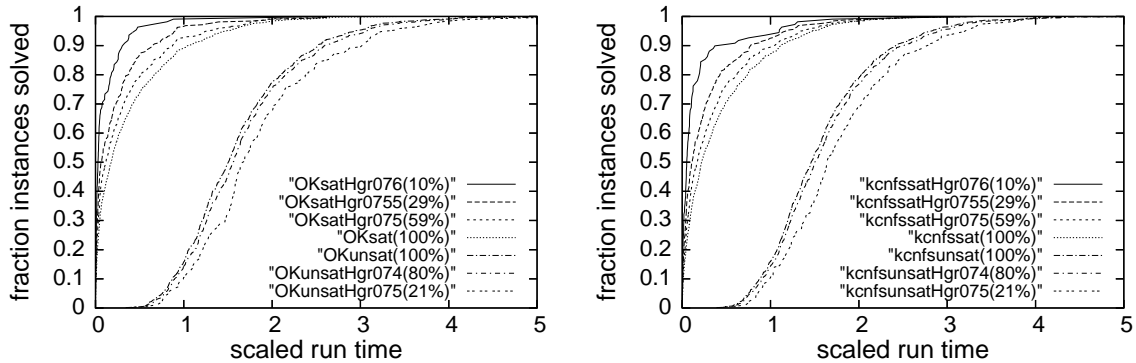 fraction instances solved
1
0.9
0.8
0.7
0.6
0.5
0.4
0.3
0.2
0.1
0
"OKsatHgr076(10%)"
"OKsatHgr0755(29%)"
"OKsatHgr075(59%)"
"OKsat(100%)"
"OKunsat(100%)"
"OKunsatHgr074(80%)"
"OKunsatHgr075(21%)"
0 1 2 3 4 5
scaled run time
fraction instances solved
1
0.9
0.8
0.7
0.6
0.5
0.4
0.3
0.2
0.1
0
"kcnfssatHgr076(10%)"
"kcnfssatHgr0755(29%)"
"kcnfssatHgr075(59%)"
"kcnfssat(100%)"
"kcnfsunsat(100%)"
"kcnfsunsatHgr074(80%)"
"kcnfsunsatHgr075(21%)"
0 1 2 3 4 5
scaled run time